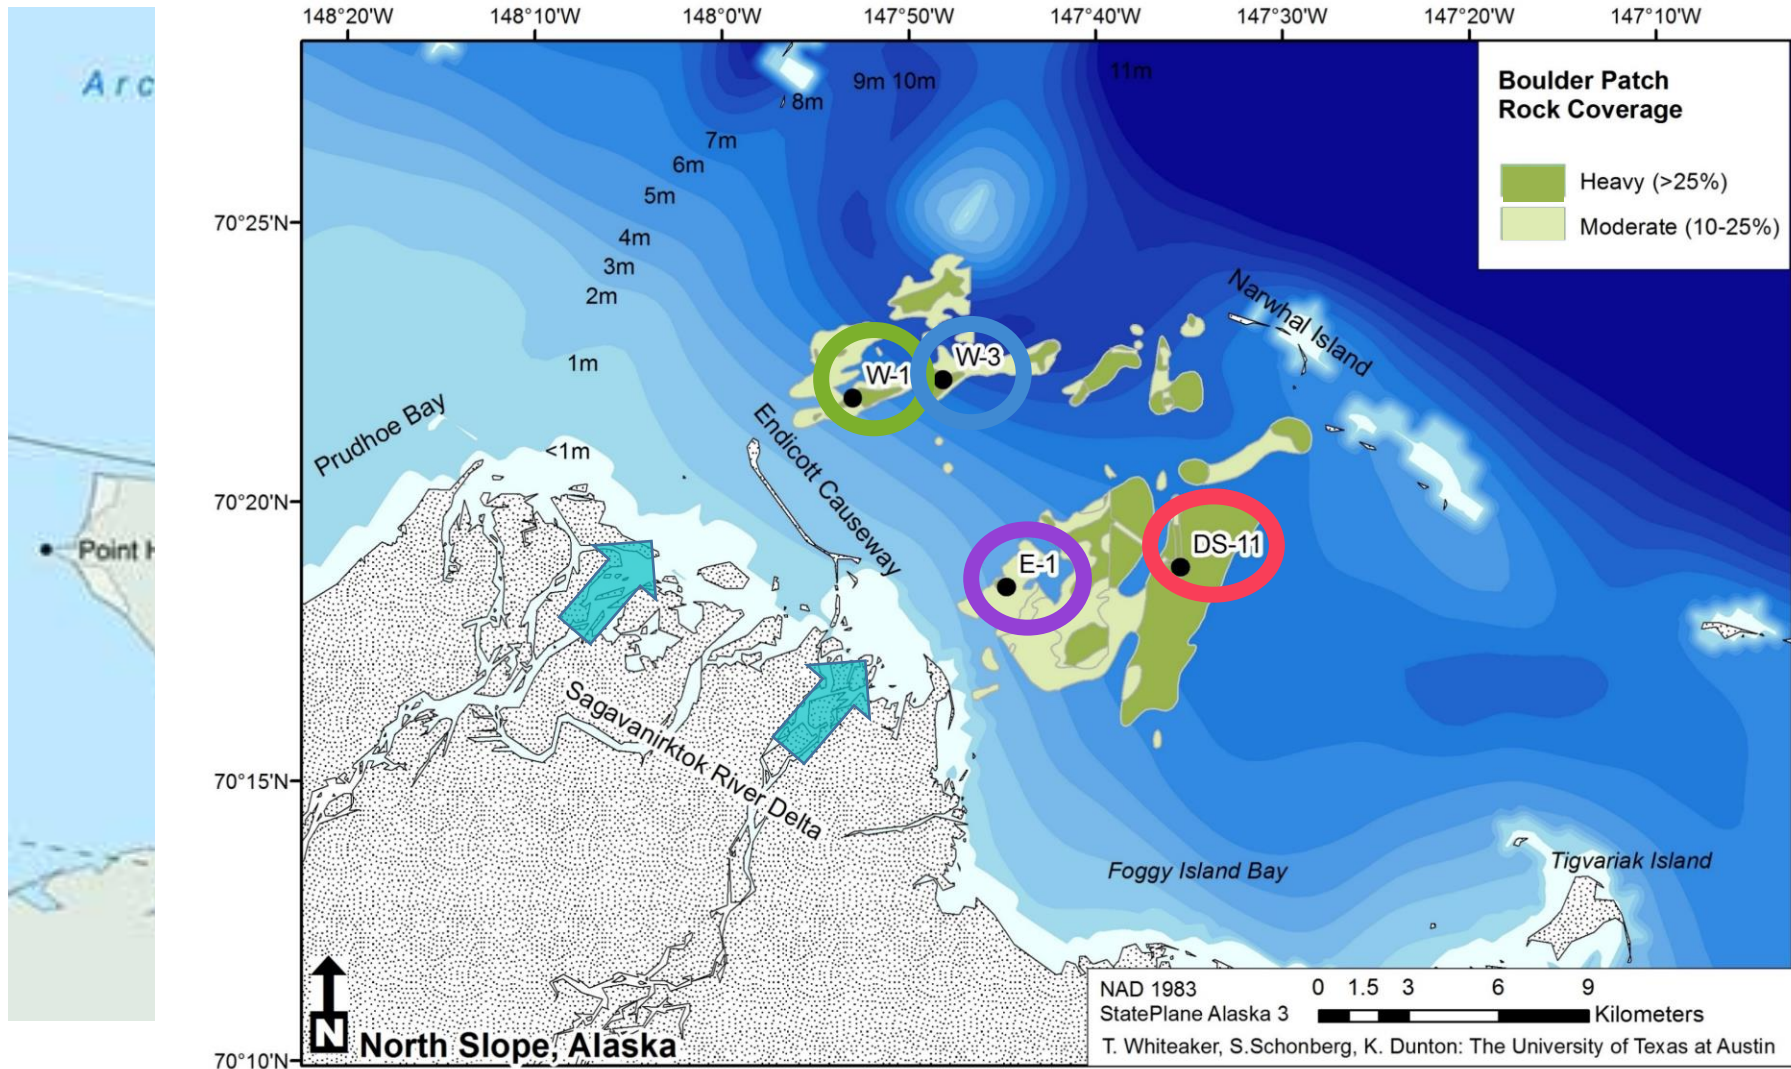 Arc
Point H
148°20'W 148°10'W 148°0'W 147°50'W 147°40'W 147°30'W 147°20'W 147°10'W
70°25'N
70°20'N
70°15'N
70°10'N
9m 10m
11m
8m
7m
6m
5m
4m
3m
2m
1m
<1m
Boulder Patch
Rock Coverage
Heavy (>25%)
Moderate (10-25%)
Narwhal Island
W-3
W-1
Endicott Causeway
Prudhoe Bay
DS-11
E-1
Sagavanirktok River Delta
Foggy Island Bay
Tigvariak Island
N
North Slope, Alaska
NAD 1983
StatePlane Alaska 3
0 1.5 3 6 9
Kilometers
T. Whiteaker, S.Schonberg, K. Dunton: The University of Texas at Austin